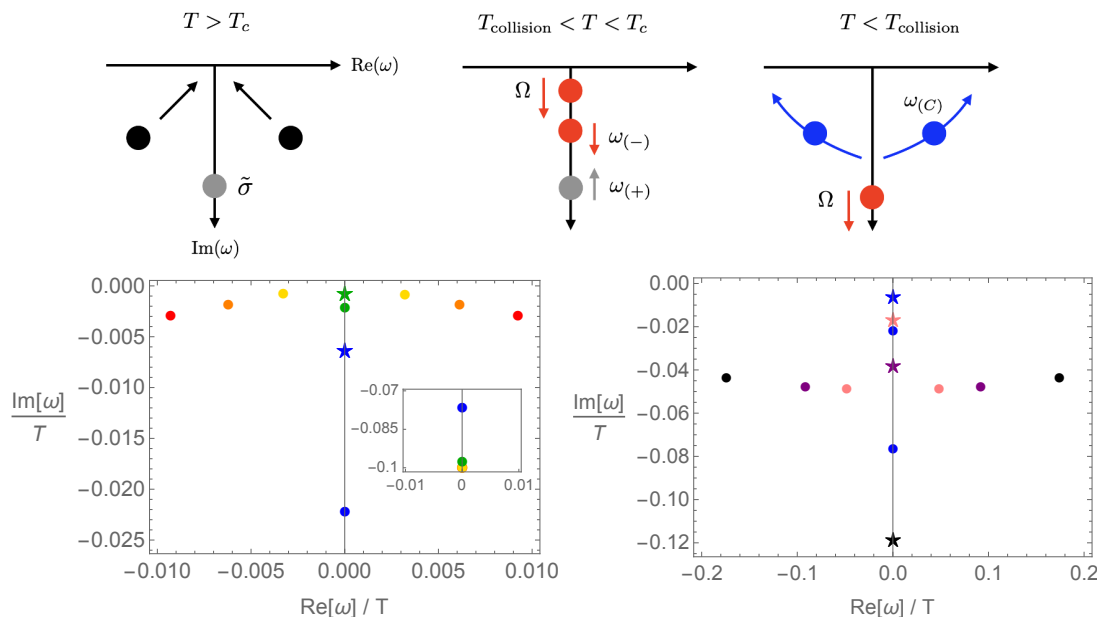 T > T_c
T_collision < T < T_c
T < T_collision
Re(ω)
σ̃
Im(ω)
Ω
ω_(−)
ω_(+)
ω_(C)
Ω
0.000
−0.005
−0.010
−0.015
−0.020
−0.025
Im[ω]
T
−0.07
−0.085
−0.1
−0.01 0 0.01
−0.010 −0.005 0.000 0.005 0.010
Re[ω] / T
0.00
−0.02
−0.04
−0.06
−0.08
−0.10
−0.12
Im[ω]
T
−0.2 −0.1 0.0 0.1 0.2
Re[ω] / T